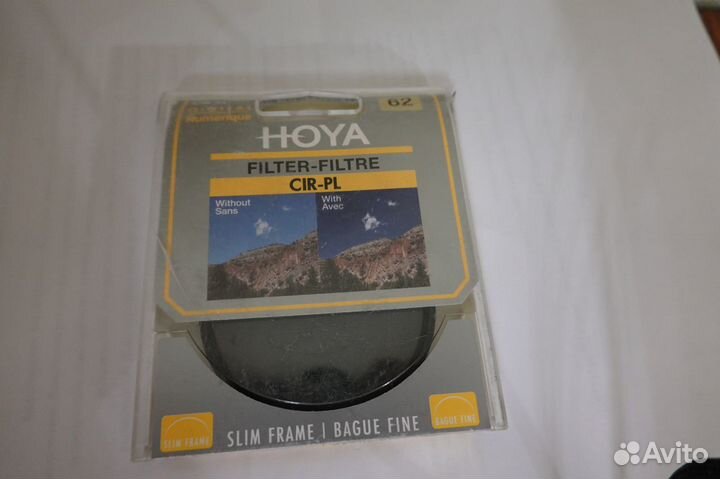 Numérique
62
HOYA
FILTER-FILTRE
CIR-PL
Without
Sans
With
Avec
SLIM FRAME
SLIM FRAME | BAGUE FINE
BAGUE FINE
Avito